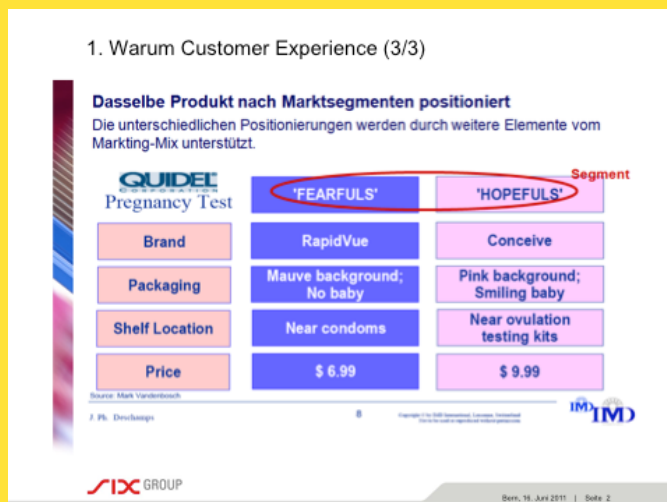 1. Warum Customer Experience (3/3)
Dasselbe Produkt nach Marktsegmenten positioniert
Die unterschiedlichen Positionierungen werden durch weitere Elemente vom
Markting-Mix unterstützt.
Segment
QUIDEL
CORPORATION
Pregnancy Test
'FEARFULS'
'HOPEFULS'
Brand
RapidVue
Conceive
Packaging
Mauve background;
No baby
Pink background;
Smiling baby
Shelf Location
Near condoms
Near ovulation
testing kits
Price
$ 6.99
$ 9.99
Source: Mark Vandenbosch
J. Ph. Deschamps
8
IMD
IMD
SIX GROUP
Bern, 16. Juni 2011 | Seite 2